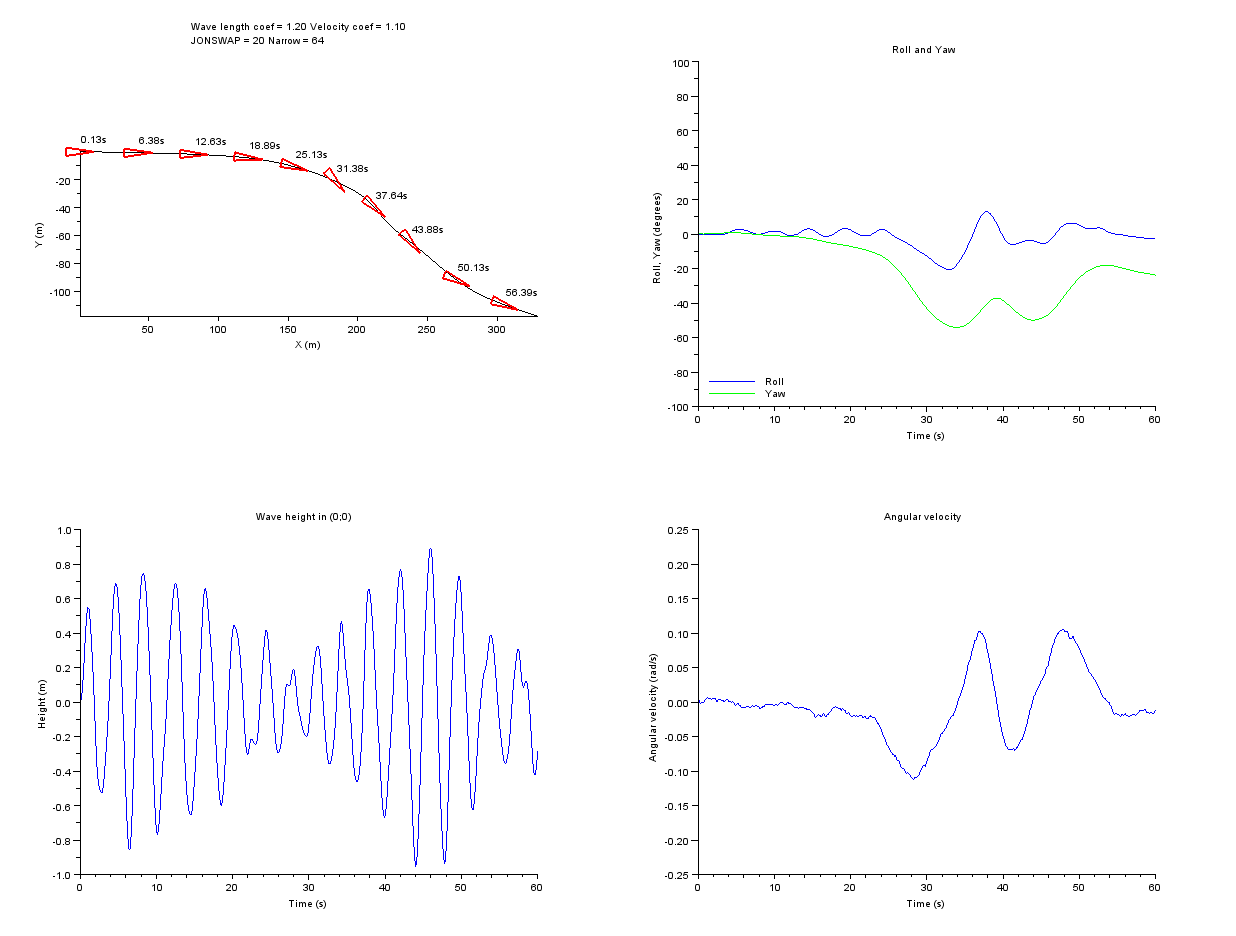 Wave length coef = 1.20 Velocity coef = 1.10
JONSWAP = 20 Narrow = 64
0.13s
6.38s
12.63s
18.89s
25.13s
31.38s
37.64s
43.88s
50.13s
56.39s
-20
-40
-60
-80
-100
Y (m)
50
100
150
200
250
300
X (m)
Roll and Yaw
100
80
60
40
20
0
-20
-40
-60
-80
-100
Roll, Yaw (degrees)
Roll
Yaw
0
10
20
30
40
50
60
Time (s)
Wave height in (0;0)
1.0
0.8
0.6
0.4
0.2
0.0
-0.2
-0.4
-0.6
-0.8
-1.0
Height (m)
0
10
20
30
40
50
60
Time (s)
Angular velocity
0.25
0.20
0.15
0.10
0.05
0.00
-0.05
-0.10
-0.15
-0.20
-0.25
Angular velocity (rad/s)
0
10
20
30
40
50
60
Time (s)